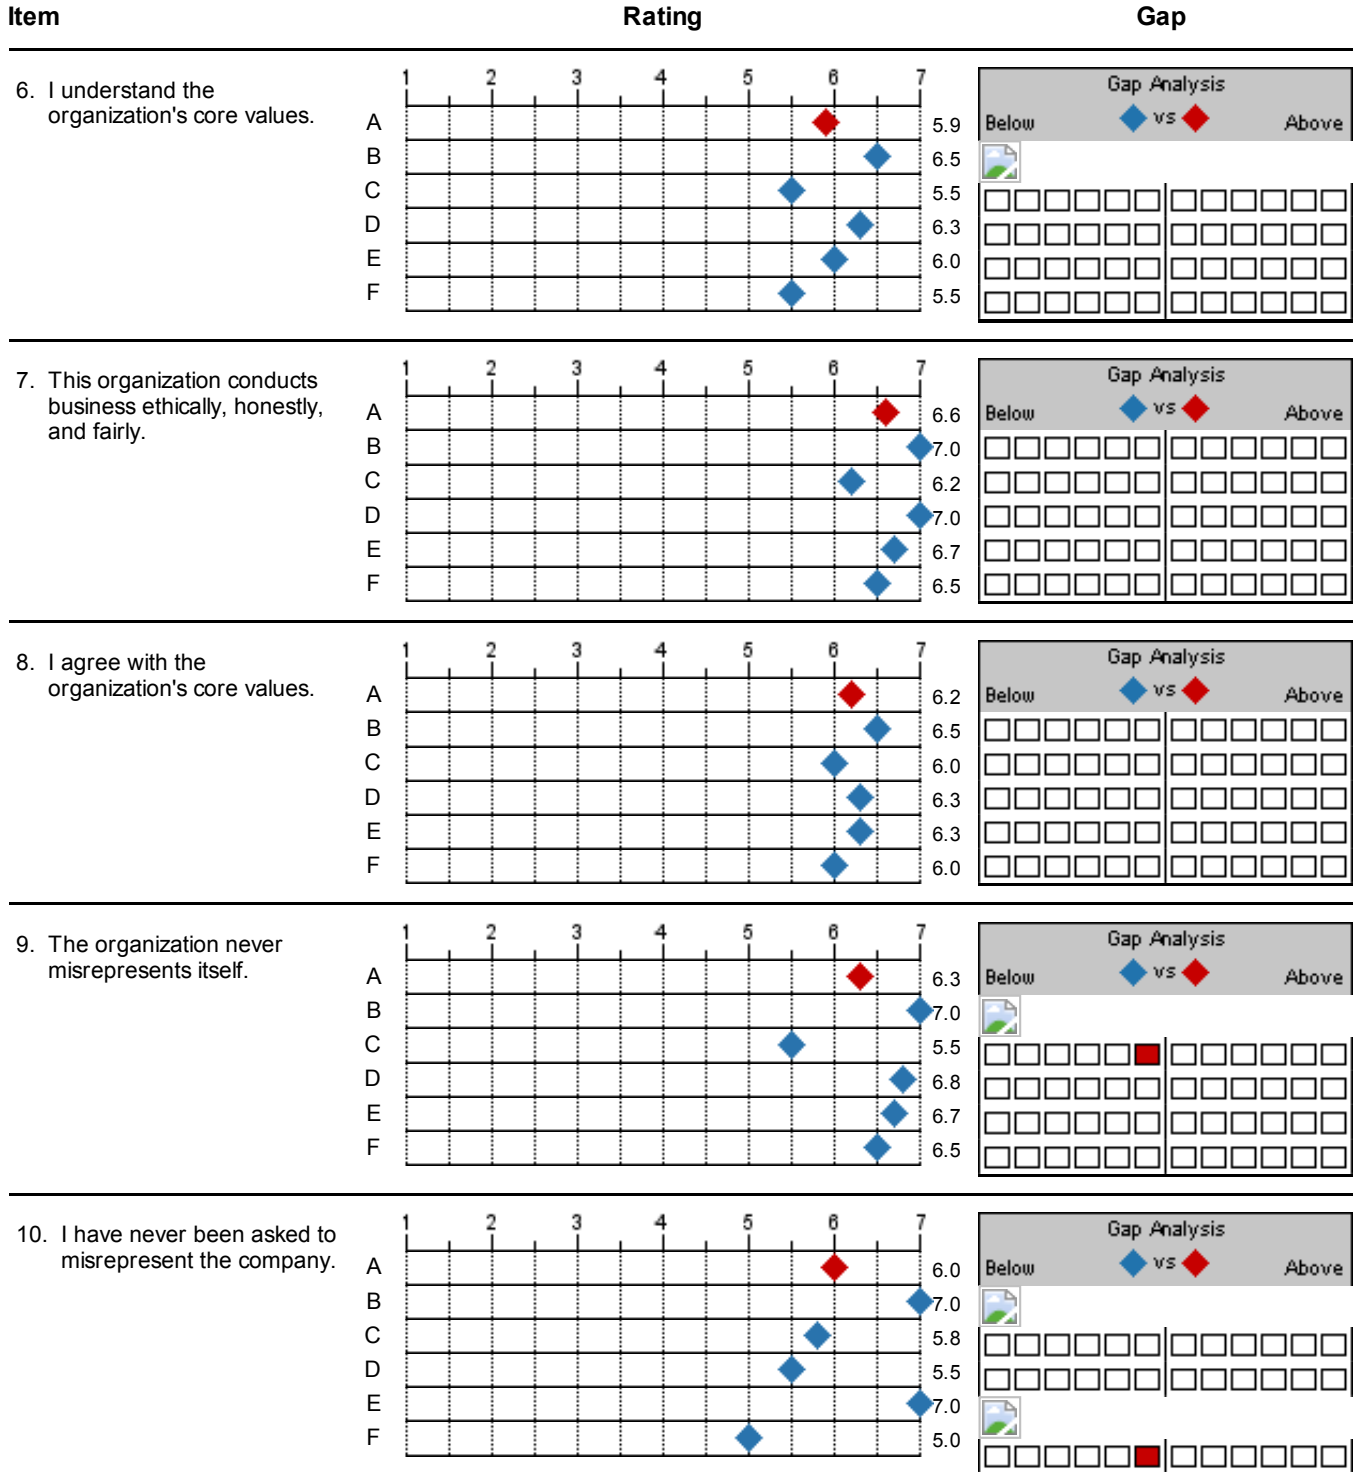 Item Rating Gap
6. I understand the
organization's core values.
1 2 3 4 5 6 7
A 5.9
B 6.5
C 5.5
D 6.3
E 6.0
F 5.5
Gap Analysis
Below vs Above
7. This organization conducts
business ethically, honestly,
and fairly.
1 2 3 4 5 6 7
A 6.6
B 7.0
C 6.2
D 7.0
E 6.7
F 6.5
Gap Analysis
Below vs Above
8. I agree with the
organization's core values.
1 2 3 4 5 6 7
A 6.2
B 6.5
C 6.0
D 6.3
E 6.3
F 6.0
Gap Analysis
Below vs Above
9. The organization never
misrepresents itself.
1 2 3 4 5 6 7
A 6.3
B 7.0
C 5.5
D 6.8
E 6.7
F 6.5
Gap Analysis
Below vs Above
10. I have never been asked to
misrepresent the company.
1 2 3 4 5 6 7
A 6.0
B 7.0
C 5.8
D 5.5
E 7.0
F 5.0
Gap Analysis
Below vs Above